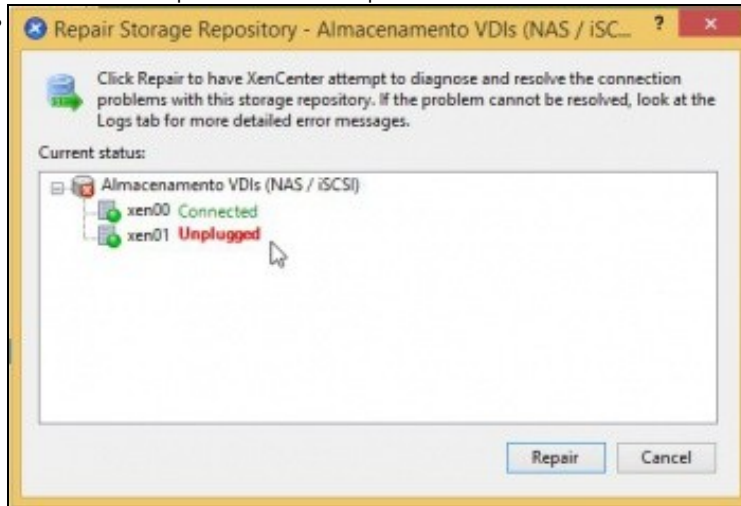 Repair Storage Repository - Almacenamento VDIs (NAS / iSC... ? ×
Click Repair to have XenCenter attempt to diagnose and resolve the connection
problems with this storage repository. If the problem cannot be resolved, look at the
Logs tab for more detailed error messages.
Current status:
Almacenamento VDIs (NAS / iSCSI)
xen00 Connected
xen01 Unplugged
Repair Cancel